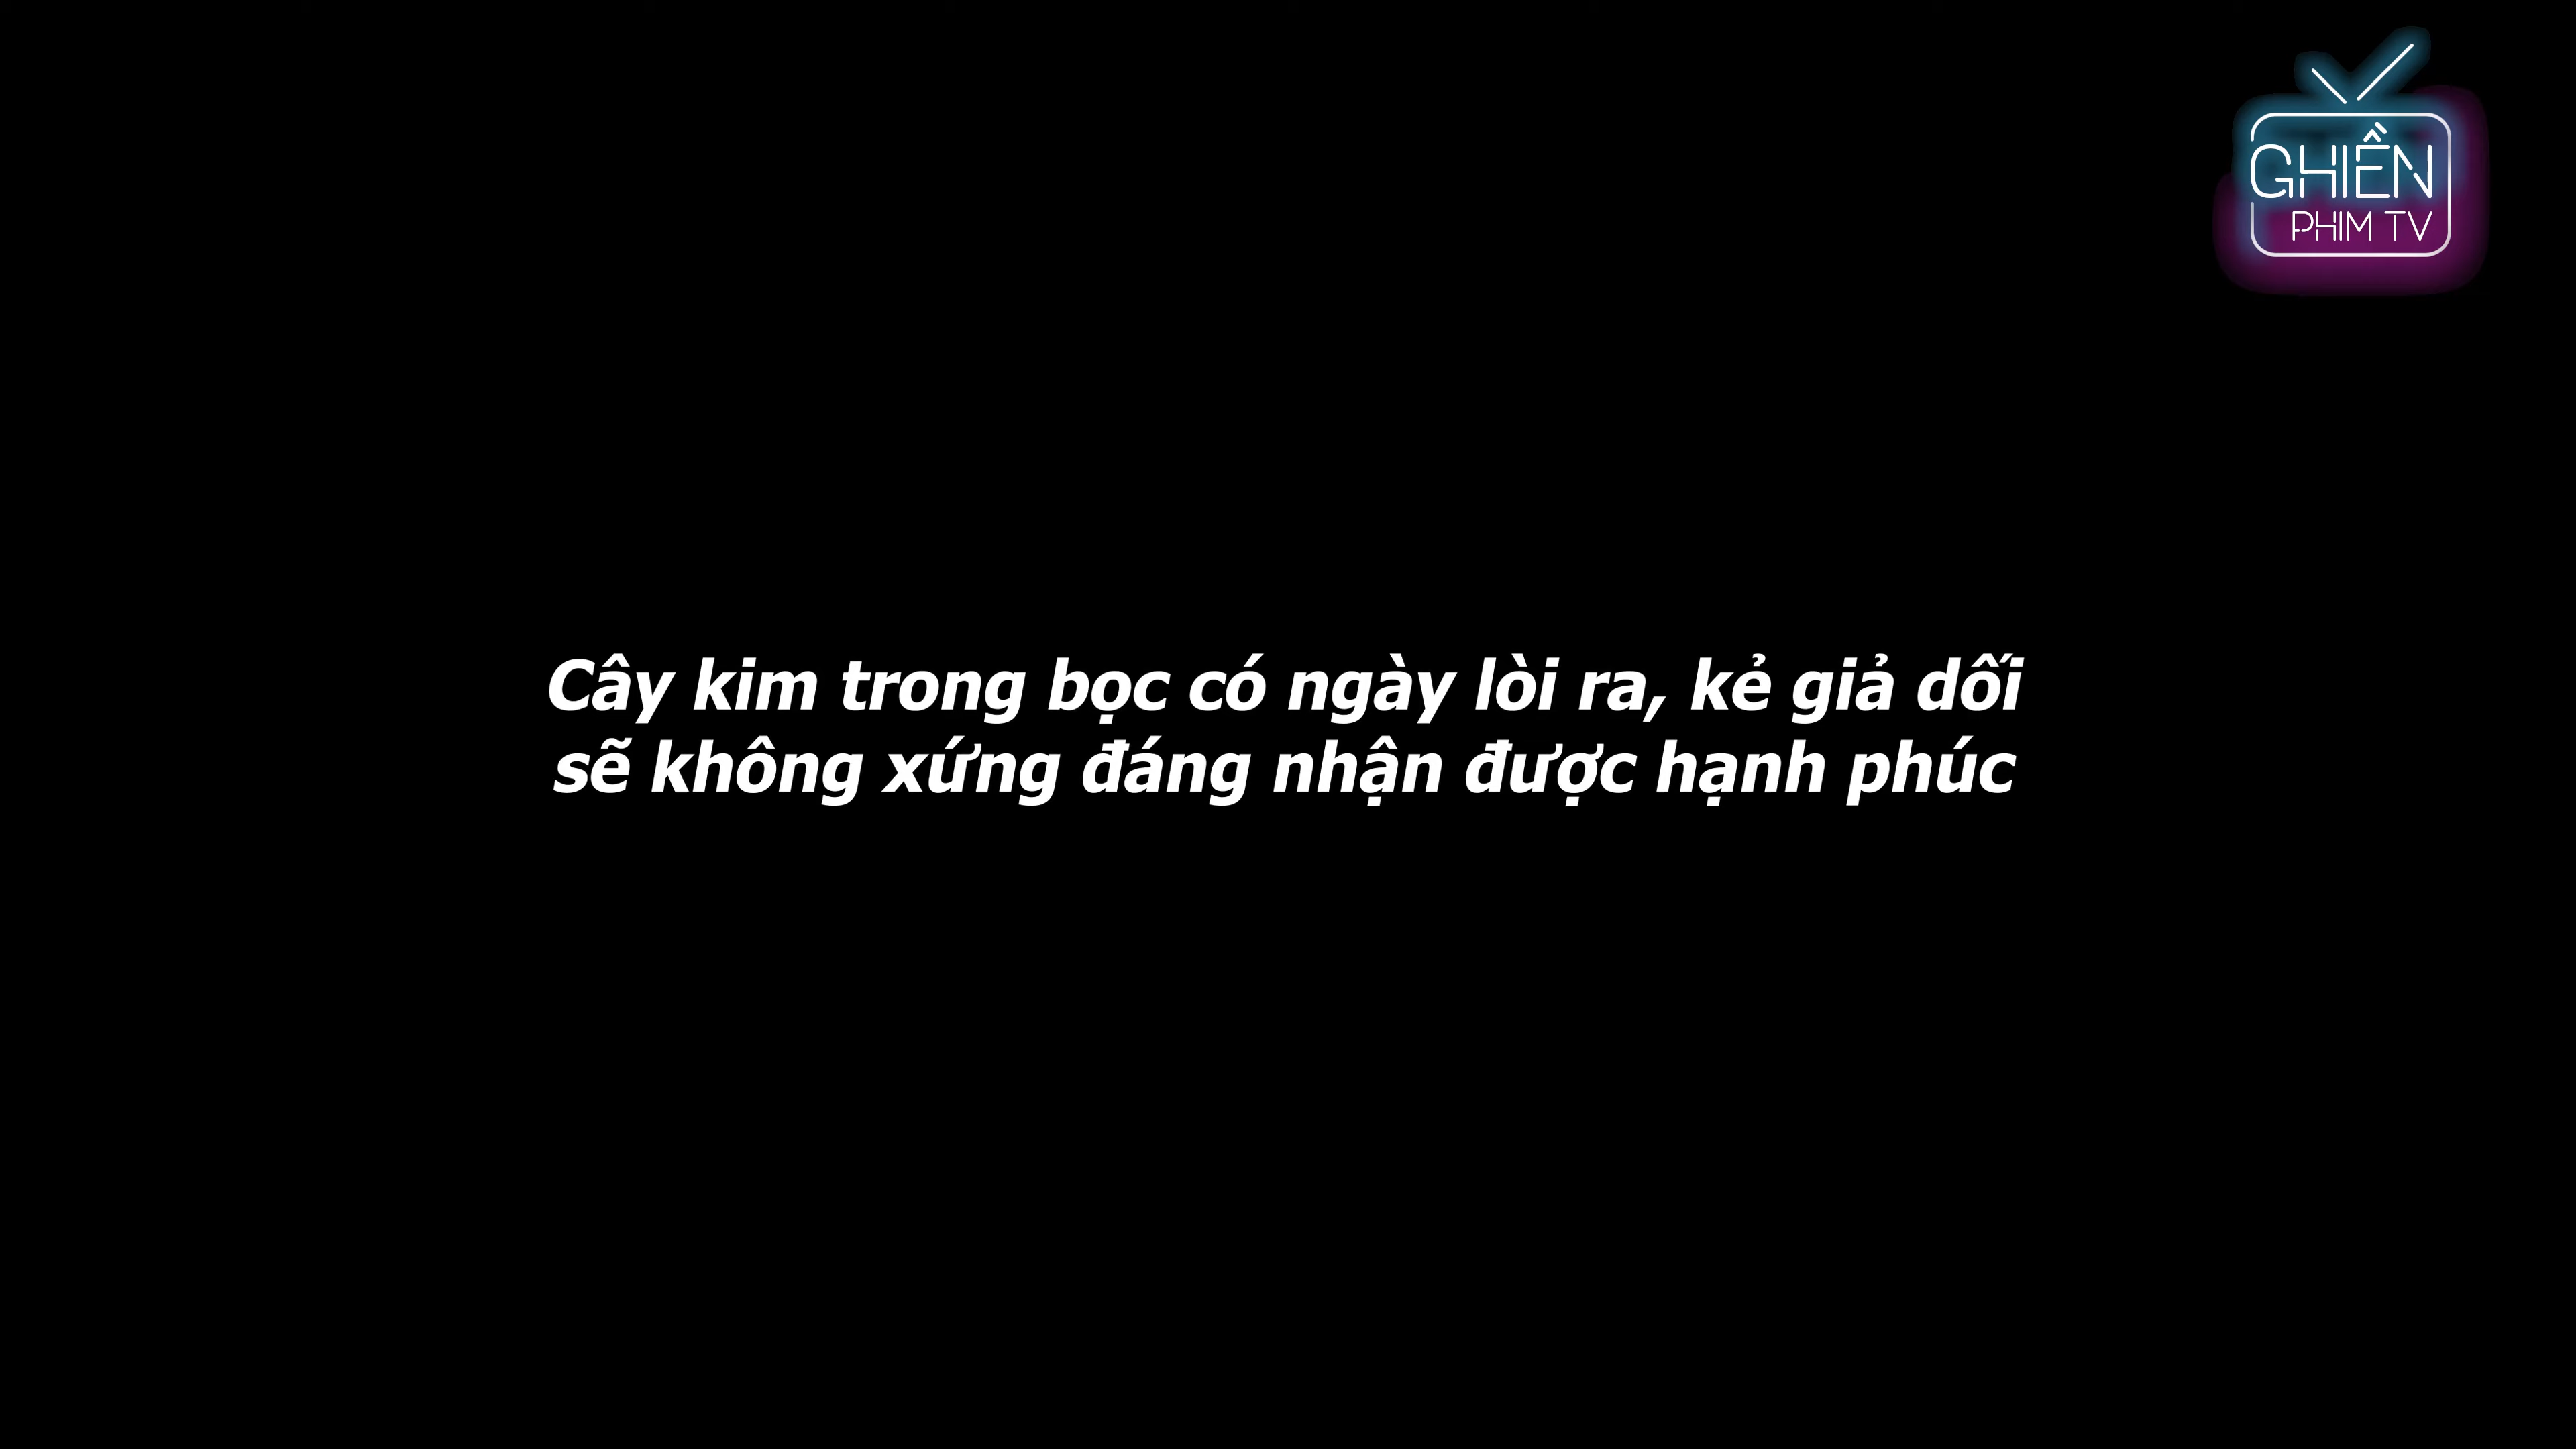 GHIỀN
PHIM TV
Cây kim trong bọc có ngày lòi ra, kẻ giả dối
sẽ không xứng đáng nhận được hạnh phúc